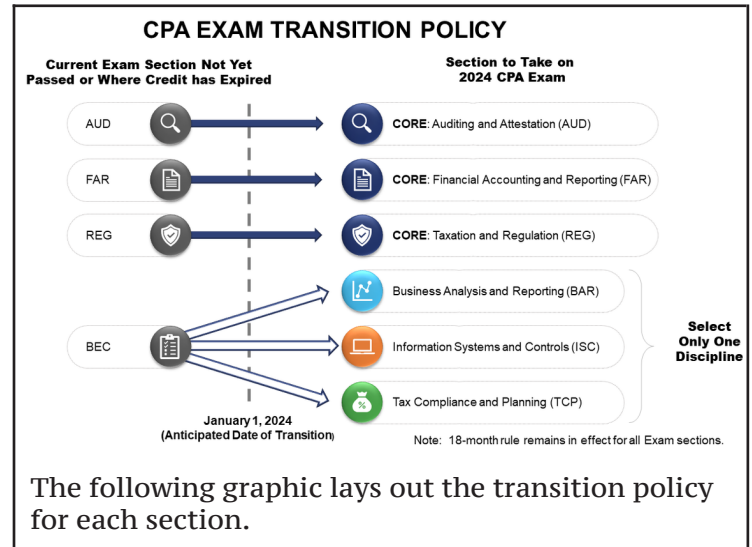 CPA EXAM TRANSITION POLICY
Current Exam Section Not Yet
Passed or Where Credit has Expired
Section to Take on
2024 CPA Exam
AUD
CORE: Auditing and Attestation (AUD)
FAR
CORE: Financial Accounting and Reporting (FAR)
REG
CORE: Taxation and Regulation (REG)
BEC
Business Analysis and Reporting (BAR)
Information Systems and Controls (ISC)
Tax Compliance and Planning (TCP)
Select
Only One
Discipline
January 1, 2024
(Anticipated Date of Transition)
Note: 18-month rule remains in effect for all Exam sections.
The following graphic lays out the transition policy
for each section.